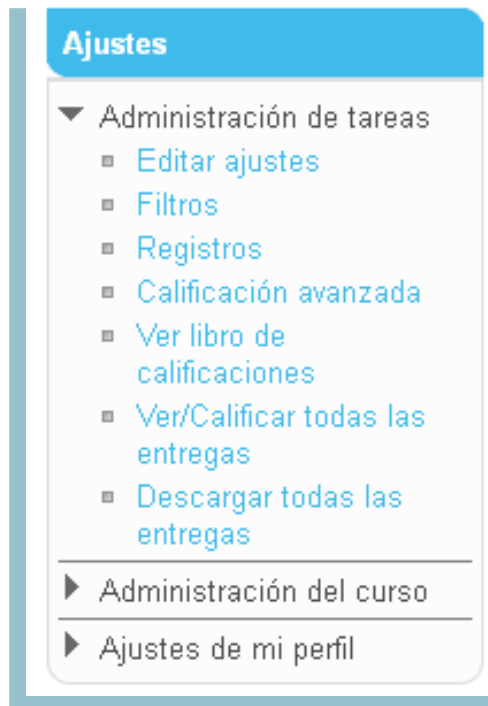 Ajustes
Administración de tareas
Editar ajustes
Filtros
Registros
Calificación avanzada
Ver libro de
calificaciones
Ver/Calificar todas las
entregas
Descargar todas las
entregas
Administración del curso
Ajustes de mi perfil